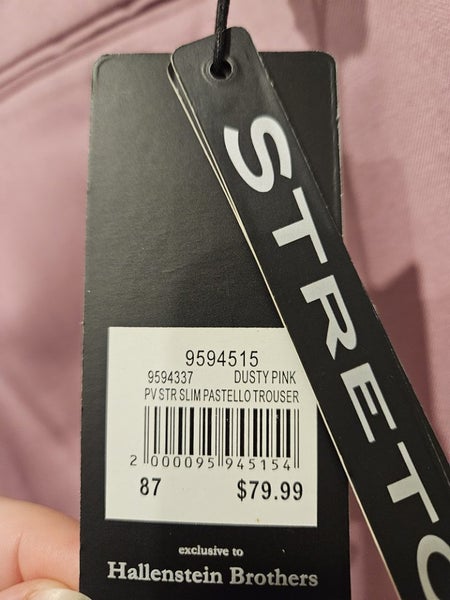 STRETC
9594515
9594337 DUSTY PINK
PV STR SLIM PASTELLO TROUSER
2 000095 945154
87 $79.99
exclusive to
Hallenstein Brothers